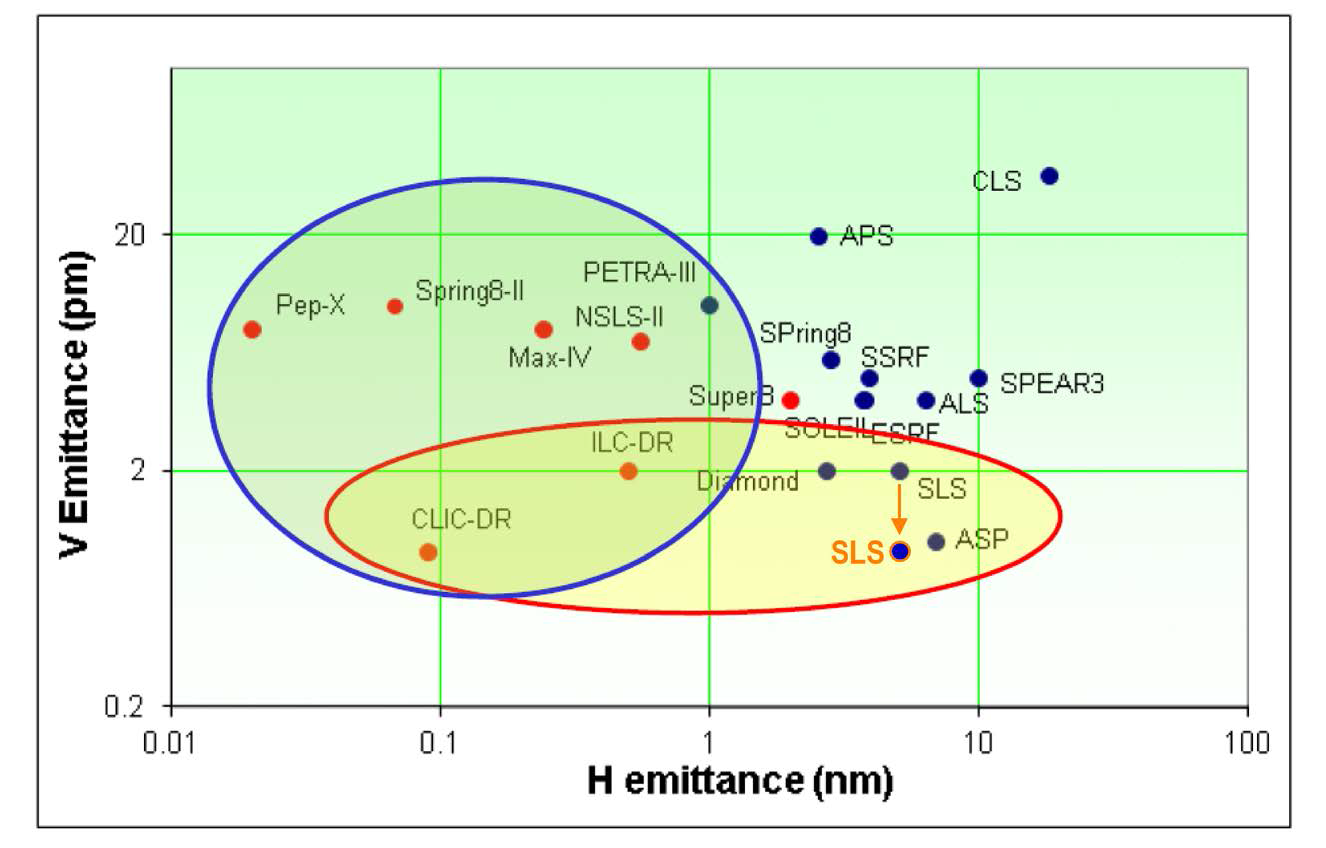 CLS
20
APS
PETRA-III
Spring8-II
Pep-X
NSLS-II
SPring8
Max-IV
SSRF
SPEAR3
SuperB
ALS
SOLEIL
ESRF
ILC-DR
2
Diamond
SLS
CLIC-DR
ASP
SLS
0.2
0.01
0.1
1
10
100
H emittance (nm)
V Emittance (pm)